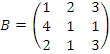 B = (1 2 3
4 1 1
2 1 3)